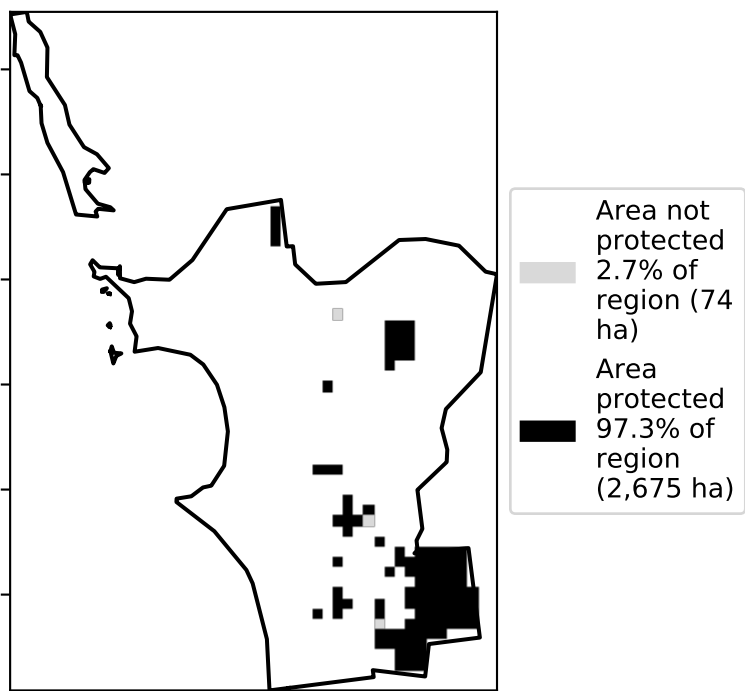 Area not
protected
2.7% of
region (74
ha)
Area
protected
97.3% of
region
(2,675 ha)